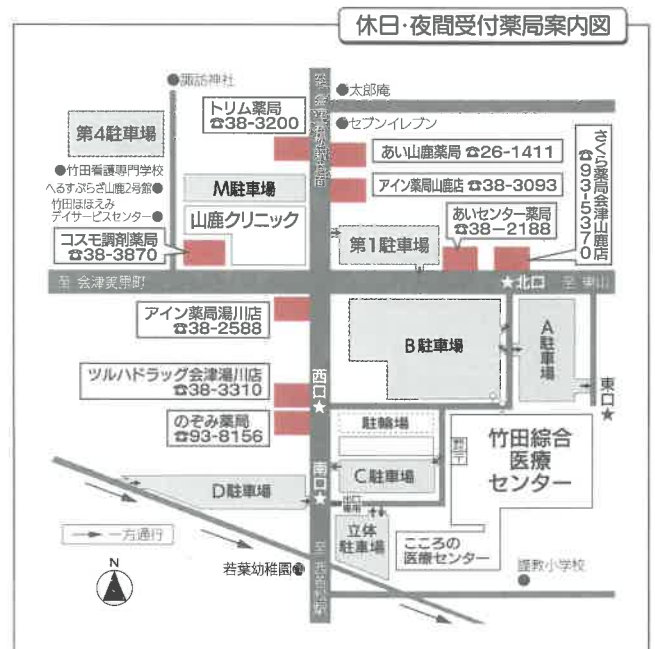 休日･夜間受付薬局案内図
●諏訪神社
●太郎庵
トリム薬局
☎38-3200
第4駐車場
●セブンイレブン
あい山鹿薬局 ☎26-1411
さくら薬局会津山鹿店
☎93-5370
●竹田看護専門学校
へるすぷらざ山鹿2号館●
竹田ほほえみ
デイサービスセンター●
M駐車場
アイン薬局山鹿店 ☎38-3093
山鹿クリニック
あいセンター薬局
☎38-2188
コスモ調剤薬局
☎38-3870
第1駐車場
至 会津美里町
★北口
至 東山
アイン薬局湯川店
☎38-2588
B駐車場
A駐車場
ツルハドラッグ会津湯川店
☎38-3310
西口★
東口★
のぞみ薬局
☎93-8156
駐輪場
竹田綜合
医療
センター
C駐車場
D駐車場
南口★
出口
専用
立体
駐車場
こころの
医療センター
→ 一方通行
N
若葉幼稚園●
謹教小学校